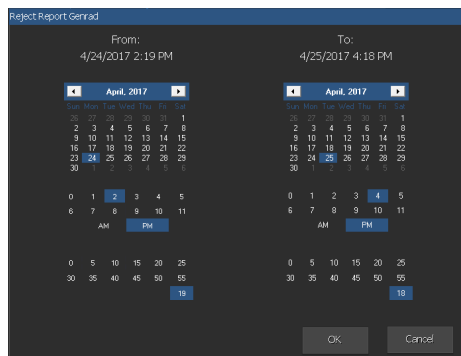 Reject Report Genrad
From:
4/24/2017 2:19 PM
April, 2017
Sun Mon Tue Wed Thu Fri Sat
26 27 28 29 30 31 1
2 3 4 5 6 7 8
9 10 11 12 13 14 15
16 17 18 19 20 21 22
23 24 25 26 27 28 29
30 1 2 3 4 5 6
0 1 2 3 4 5
6 7 8 9 10 11
AM PM
0 5 10 15 20 25
30 35 40 45 50 55
19
To:
4/25/2017 4:18 PM
April, 2017
Sun Mon Tue Wed Thu Fri Sat
26 27 28 29 30 31 1
2 3 4 5 6 7 8
9 10 11 12 13 14 15
16 17 18 19 20 21 22
23 24 25 26 27 28 29
30 1 2 3 4 5 6
0 1 2 3 4 5
6 7 8 9 10 11
AM PM
0 5 10 15 20 25
30 35 40 45 50 55
18
OK Cancel